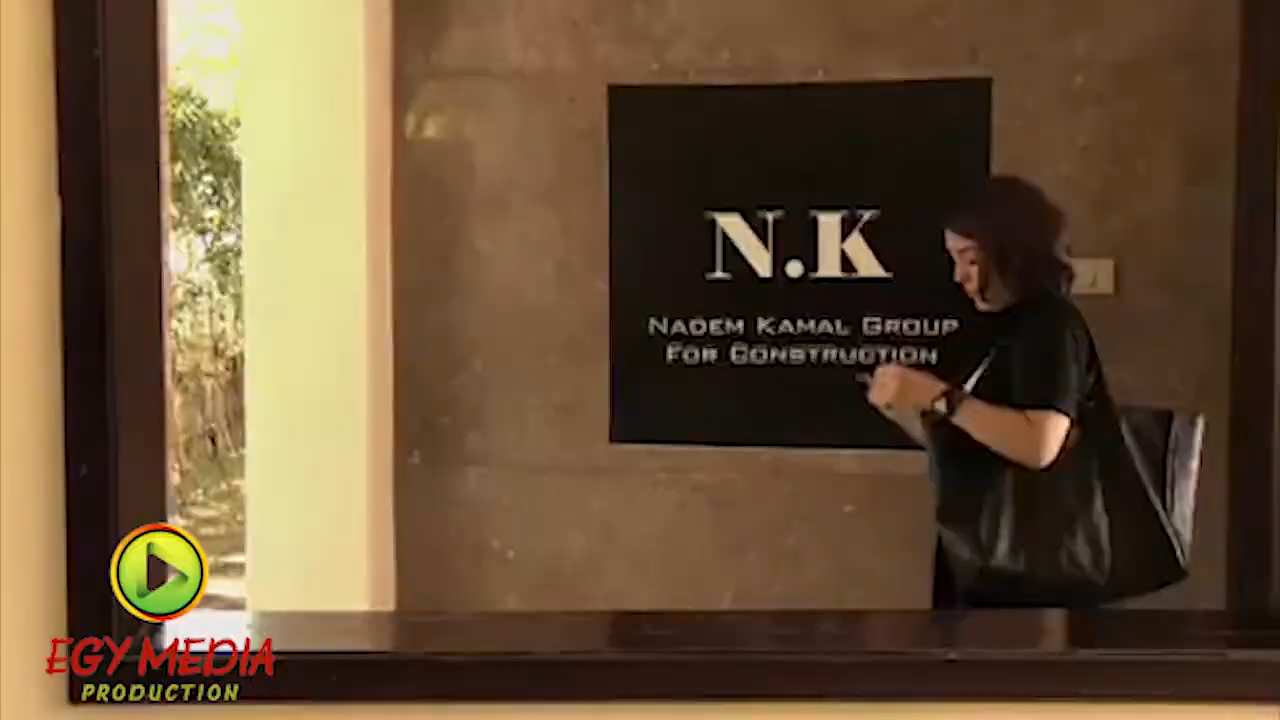 N.K
Nadem Kamal Group
For Construction
EGY MEDIA
PRODUCTION